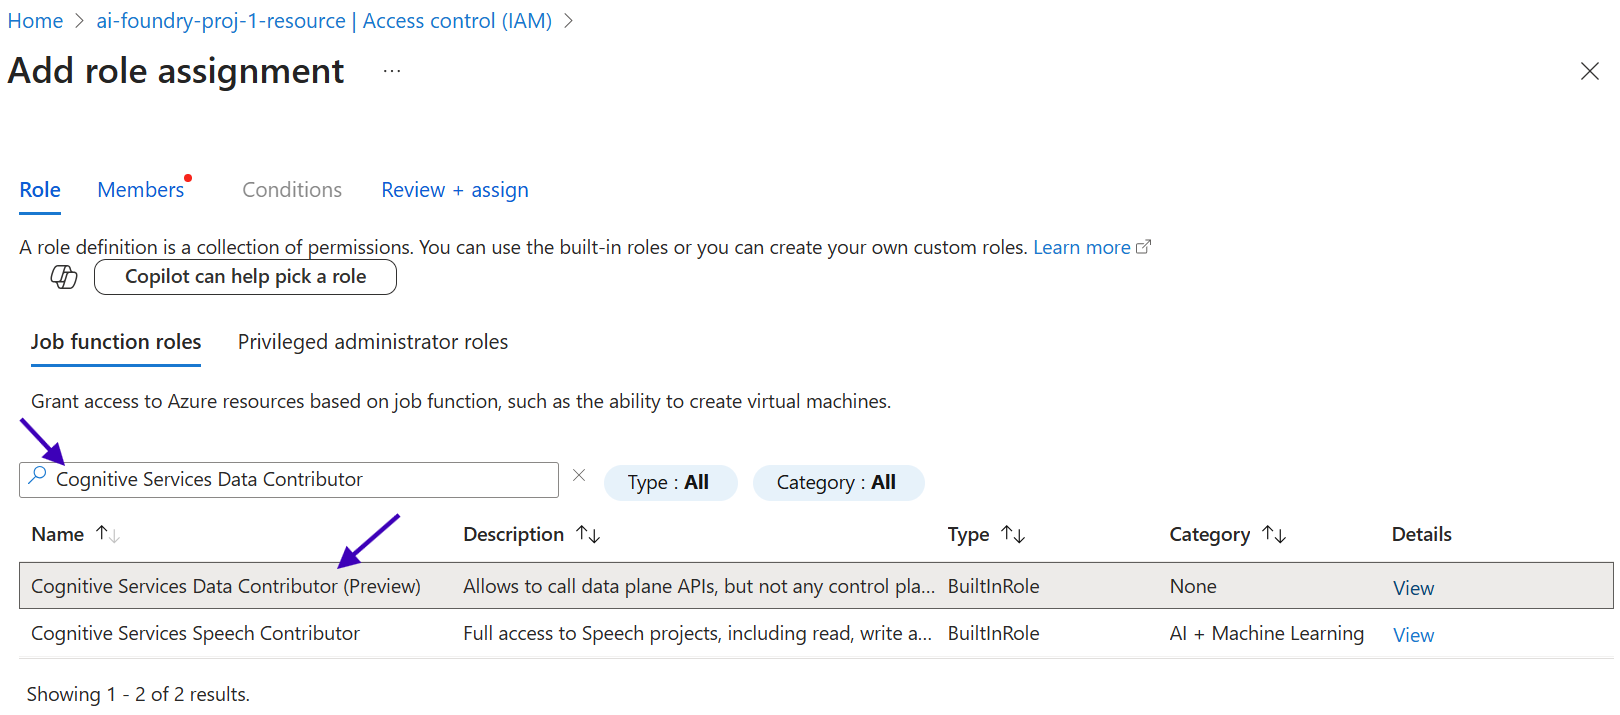 Home > ai-foundry-proj-1-resource | Access control (IAM) >
Add role assignment ...
Role Members Conditions Review + assign
A role definition is a collection of permissions. You can use the built-in roles or you can create your own custom roles. Learn more
Copilot can help pick a role
Job function roles Privileged administrator roles
Grant access to Azure resources based on job function, such as the ability to create virtual machines.
Cognitive Services Data Contributor Type : All Category : All
Name Description Type Category Details
Cognitive Services Data Contributor (Preview) Allows to call data plane APIs, but not any control pla... BuiltInRole None View
Cognitive Services Speech Contributor Full access to Speech projects, including read, write a... BuiltInRole AI + Machine Learning View
Showing 1 - 2 of 2 results.